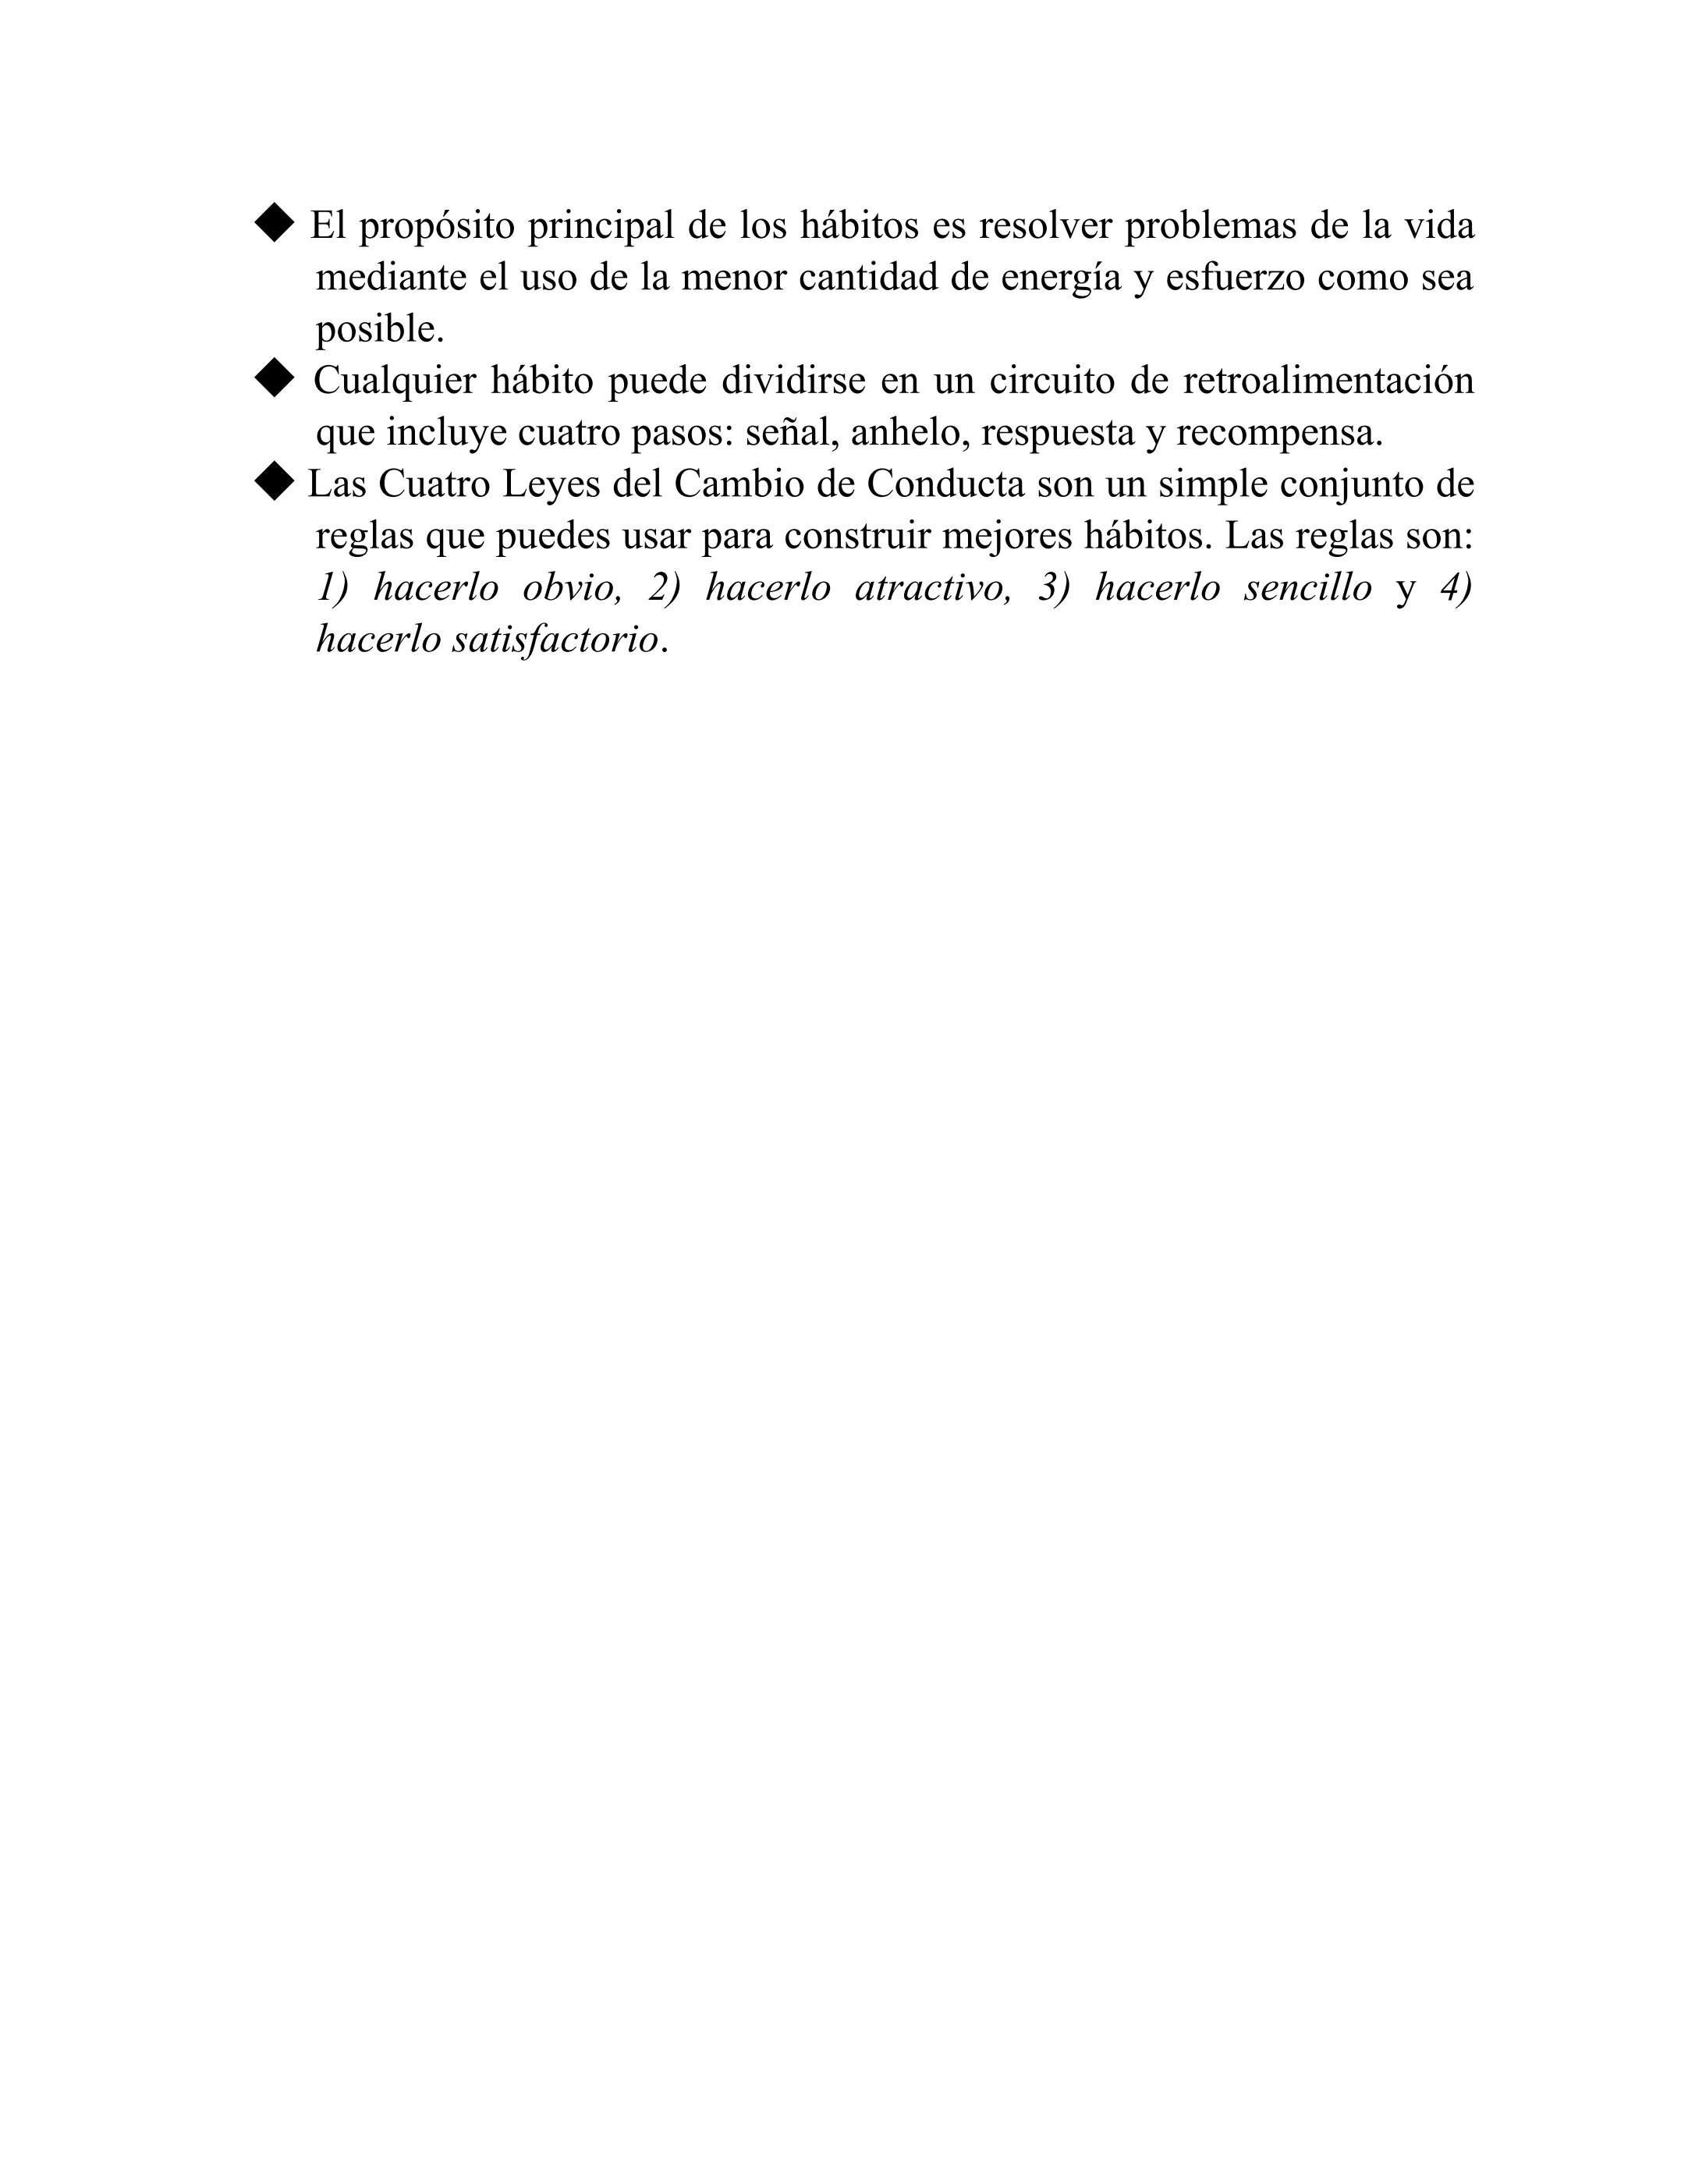 ◆ El propósito principal de los hábitos es resolver problemas de la vida
mediante el uso de la menor cantidad de energía y esfuerzo como sea
posible.
◆ Cualquier hábito puede dividirse en un circuito de retroalimentación
que incluye cuatro pasos: señal, anhelo, respuesta y recompensa.
◆ Las Cuatro Leyes del Cambio de Conducta son un simple conjunto de
reglas que puedes usar para construir mejores hábitos. Las reglas son:
1) hacerlo obvio, 2) hacerlo atractivo, 3) hacerlo sencillo y 4)
hacerlo satisfactorio.